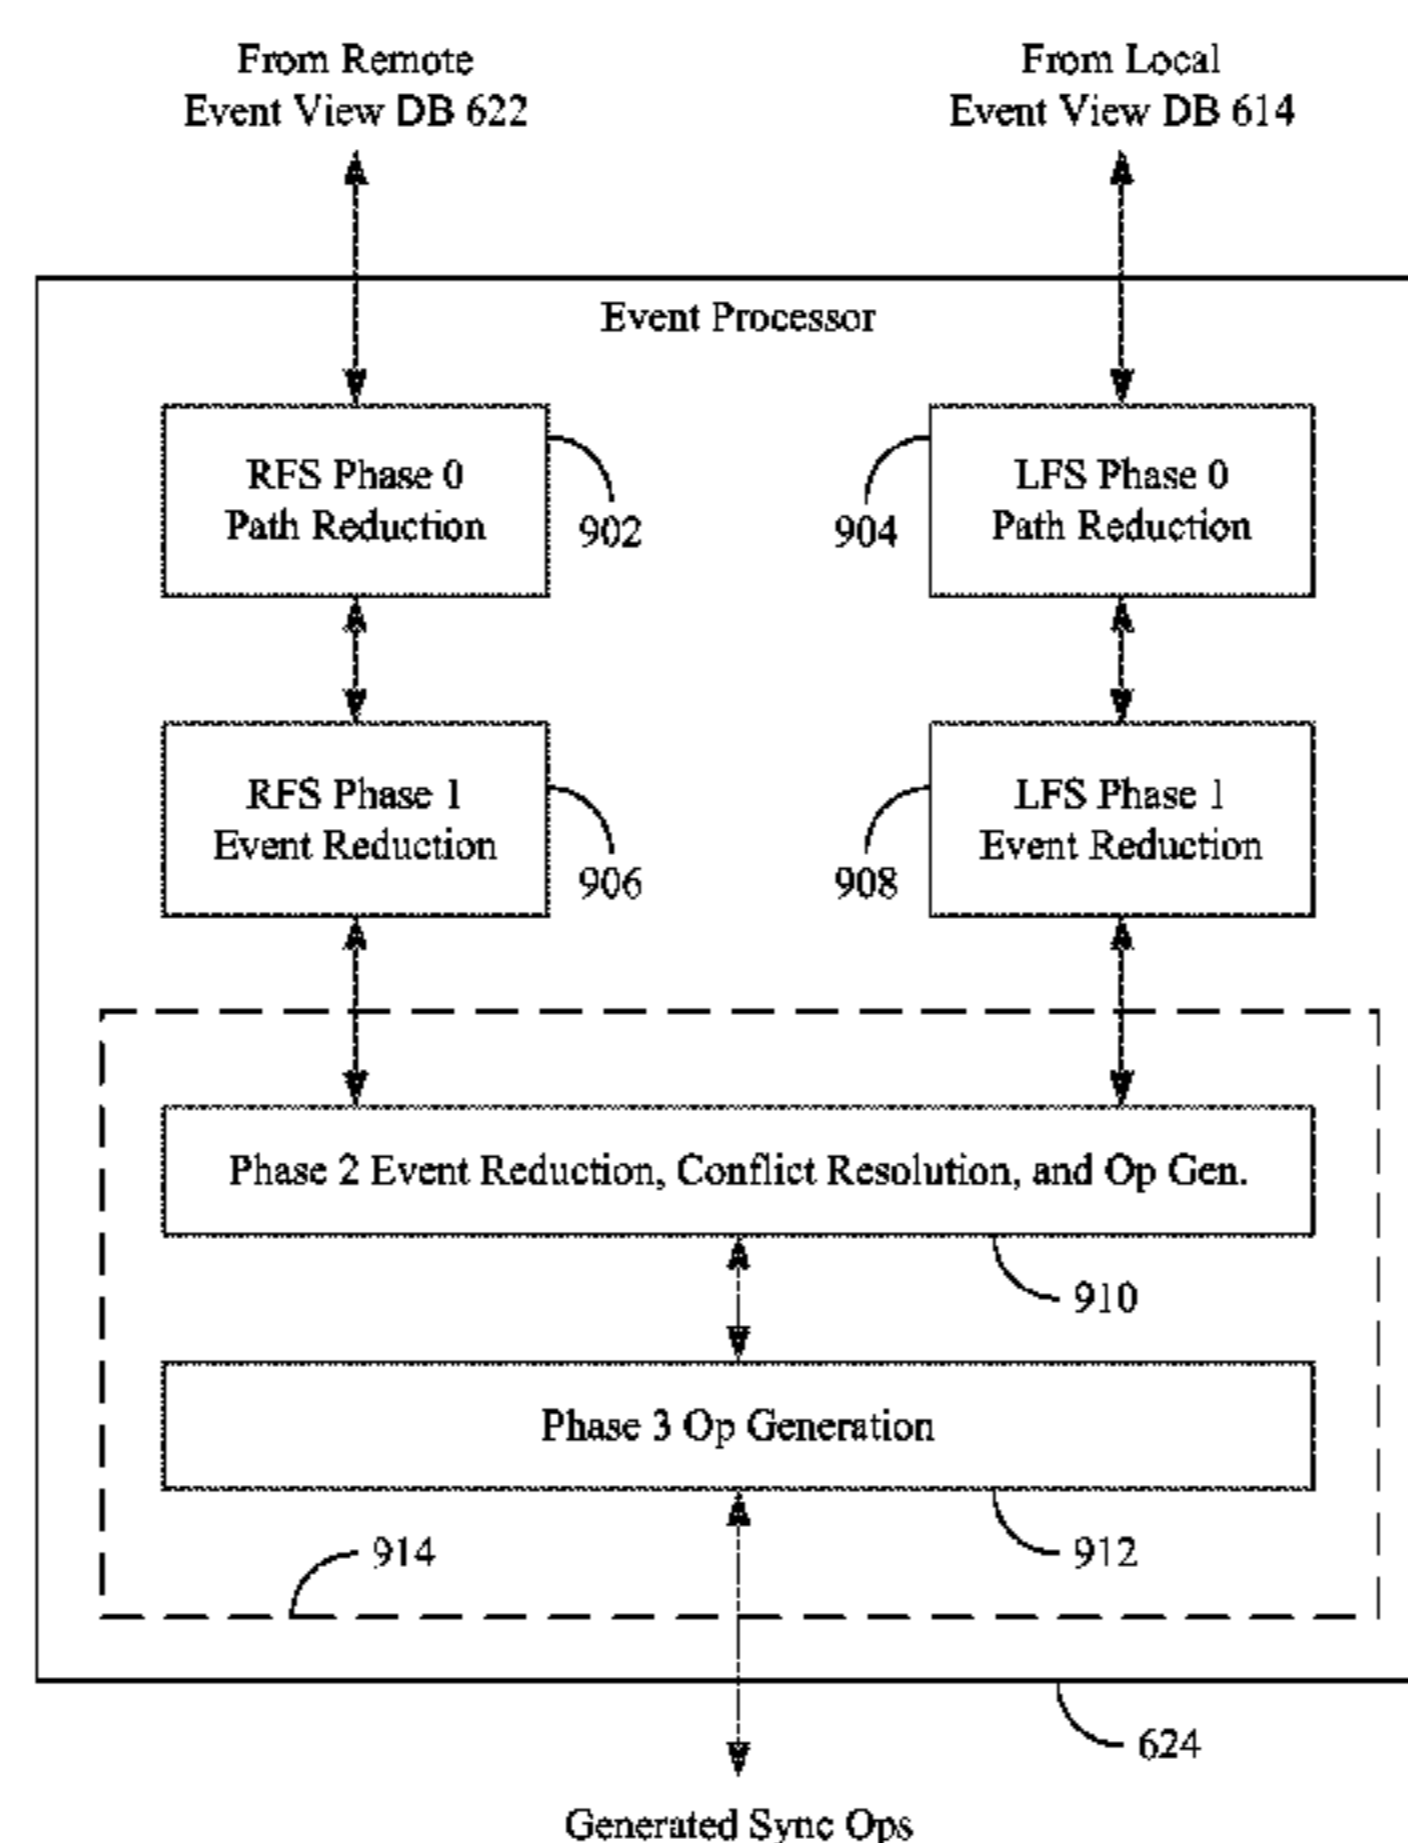 From Remote
Event View DB 622
From Local
Event View DB 614
Event Processor
RFS Phase 0
Path Reduction
902
LFS Phase 0
Path Reduction
904
RFS Phase 1
Event Reduction
906
LFS Phase 1
Event Reduction
908
Phase 2 Event Reduction, Conflict Resolution, and Op Gen.
910
Phase 3 Op Generation
912
914
624
Generated Sync Ops